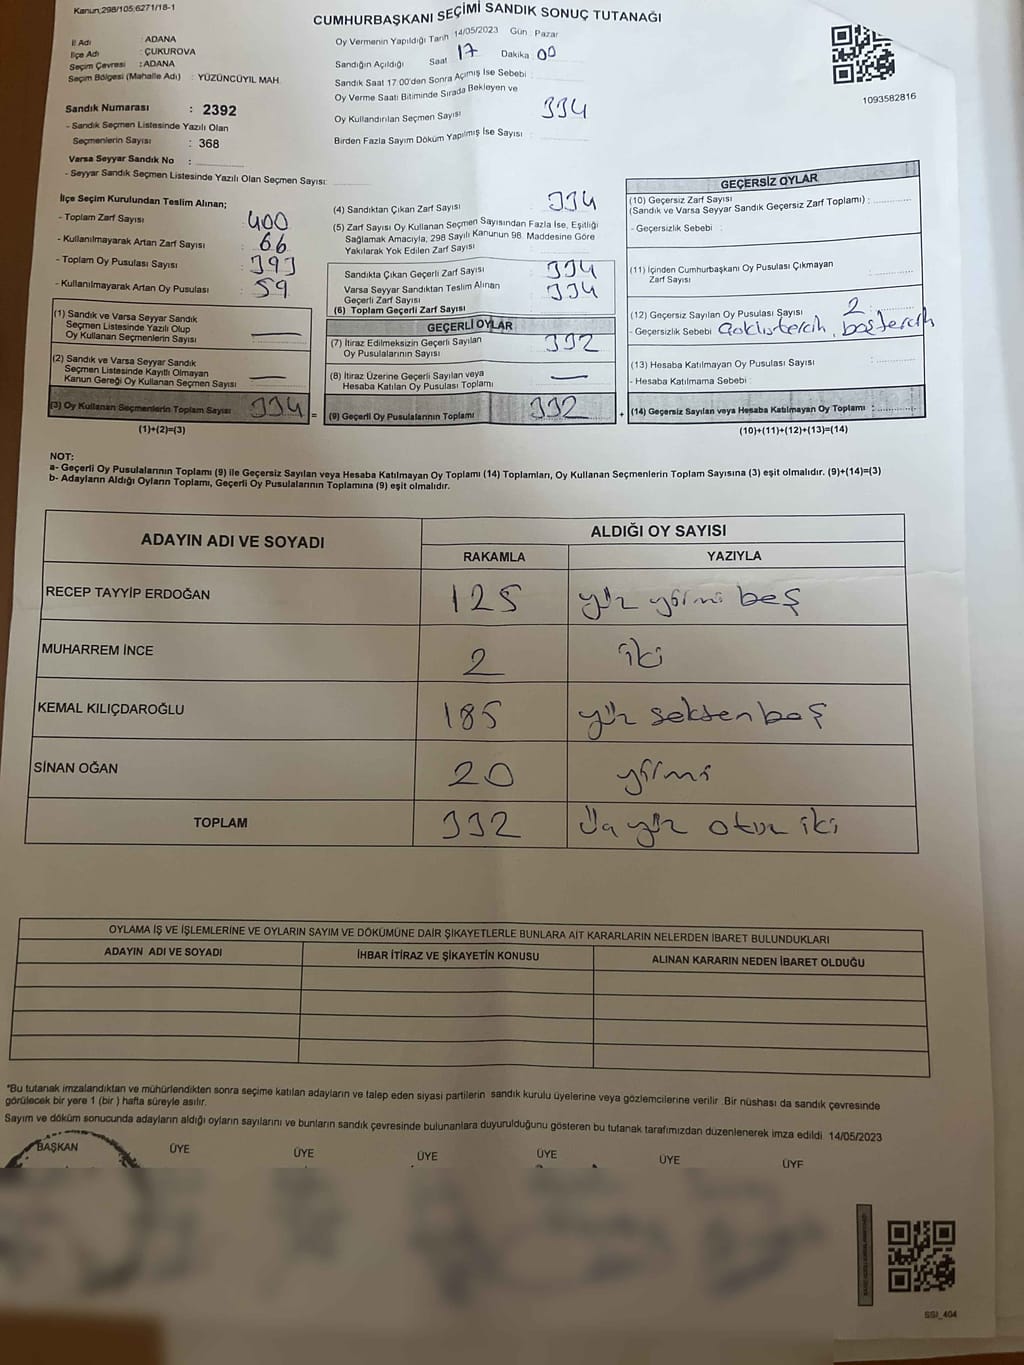 Kanun;298/105;6271/18-1
CUMHURBAŞKANI SEÇİMİ SANDIK SONUÇ TUTANAĞI
İl Adı : ADANA
İlçe Adı : ÇUKUROVA
Seçim Çevresi : ADANA
Seçim Bölgesi (Mahalle Adı) : YÜZÜNCÜYIL MAH.
Oy Vermenin Yapıldığı Tarih 14/05/2023 Gün : Pazar
Sandığın Açıldığı Saat 17 Dakika 00
Sandık Saat 17.00'den Sonra Açımış İse Sebebi :
Oy Verme Saati Bitiminde Sırada Bekleyen ve
Oy Kullandırılan Seçmen Sayısı 334
Birden Fazla Sayım Döküm Yapılmış İse Sayısı :
1093582816
Sandık Numarası : 2392
- Sandık Seçmen Listesinde Yazılı Olan
Seçmenlerin Sayısı : 368
Varsa Seyyar Sandık No :
- Seyyar Sandık Seçmen Listesinde Yazılı Olan Seçmen Sayısı:
İlçe Seçim Kurulundan Teslim Alınan;
- Toplam Zarf Sayısı : 400
- Kullanılmayarak Artan Zarf Sayısı : 66
- Toplam Oy Pusulası Sayısı : 393
- Kullanılmayarak Artan Oy Pusulası : 59
(1) Sandık ve Varsa Seyyar Sandık
Seçmen Listesinde Yazılı Olup
Oy Kullanan Seçmenlerin Sayısı —
(2) Sandık ve Varsa Seyyar Sandık
Seçmen Listesinde Kayıtlı Olmayan
Kanun Gereği Oy Kullanan Seçmen Sayısı —
(3) Oy Kullanan Seçmenlerin Toplam Sayısı 334 =
(1)+(2)=(3)
(4) Sandıktan Çıkan Zarf Sayısı 334
(5) Zarf Sayısı Oy Kullanan Seçmen Sayısından Fazla İse, Eşitliği
Sağlamak Amacıyla, 298 Sayılı Kanunun 98. Maddesine Göre
Yakılarak Yok Edilen Zarf Sayısı
Sandıkta Çıkan Geçerli Zarf Sayısı 334
Varsa Seyyar Sandıktan Teslim Alınan
Geçerli Zarf Sayısı 334
(6) Toplam Geçerli Zarf Sayısı
GEÇERLİ OYLAR
(7) İtiraz Edilmeksizin Geçerli Sayılan
Oy Pusulalarının Sayısı 332
(8) İtiraz Üzerine Geçerli Sayılan veya
Hesaba Katılan Oy Pusulası Toplamı —
(9) Geçerli Oy Pusulalarının Toplamı 332 +
GEÇERSİZ OYLAR
(10) Geçersiz Zarf Sayısı
(Sandık ve Varsa Seyyar Sandık Geçersiz Zarf Toplamı) :
- Geçersizlik Sebebi :
(11) İçinden Cumhurbaşkanı Oy Pusulası Çıkmayan
Zarf Sayısı :
(12) Geçersiz Sayılan Oy Pusulası Sayısı 2
- Geçersizlik Sebebi Çoklu tercih, boş tercih
(13) Hesaba Katılmayan Oy Pusulası Sayısı :
- Hesaba Katılmama Sebebi :
(14) Geçersiz Sayılan veya Hesaba Katılmayan Oy Toplamı :
(10)+(11)+(12)+(13)=(14)
NOT:
a- Geçerli Oy Pusulalarının Toplamı (9) ile Geçersiz Sayılan veya Hesaba Katılmayan Oy Toplamı (14) Toplamları, Oy Kullanan Seçmenlerin Toplam Sayısına (3) eşit olmalıdır. (9)+(14)=(3)
b- Adayların Aldığı Oyların Toplamı, Geçerli Oy Pusulalarının Toplamına (9) eşit olmalıdır.
ADAYIN ADI VE SOYADI ALDIĞI OY SAYISI
RAKAMLA YAZIYLA
RECEP TAYYİP ERDOĞAN 125 yüz yirmi beş
MUHARREM İNCE 2 iki
KEMAL KILIÇDAROĞLU 185 yüz seksen beş
SİNAN OĞAN 20 yirmi
TOPLAM 332 Üç yüz otuz iki
OYLAMA İŞ VE İŞLEMLERİNE VE OYLARIN SAYIM VE DÖKÜMÜNE DAİR ŞİKAYETLERLE BUNLARA AİT KARARLARIN NELERDEN İBARET BULUNDUKLARI
ADAYIN ADI VE SOYADI İHBAR İTİRAZ VE ŞİKAYETİN KONUSU ALINAN KARARIN NEDEN İBARET OLDUĞU
*Bu tutanak imzalandıktan ve mühürlendikten sonra seçime katılan adayların ve talep eden siyasi partilerin sandık kurulu üyelerine veya gözlemcilerine verilir .Bir nüshası da sandık çevresinde
görülecek bir yere 1 (bir ) hafta süreyle asılır.
Sayım ve döküm sonucunda adayların aldığı oyların sayılarını ve bunların sandık çevresinde bulunanlara duyurulduğunu gösteren bu tutanak tarafımızdan düzenlenerek imza edildi. 14/05/2023
BAŞKAN ÜYE ÜYE ÜYE ÜYE ÜYE ÜYE
SSI_404